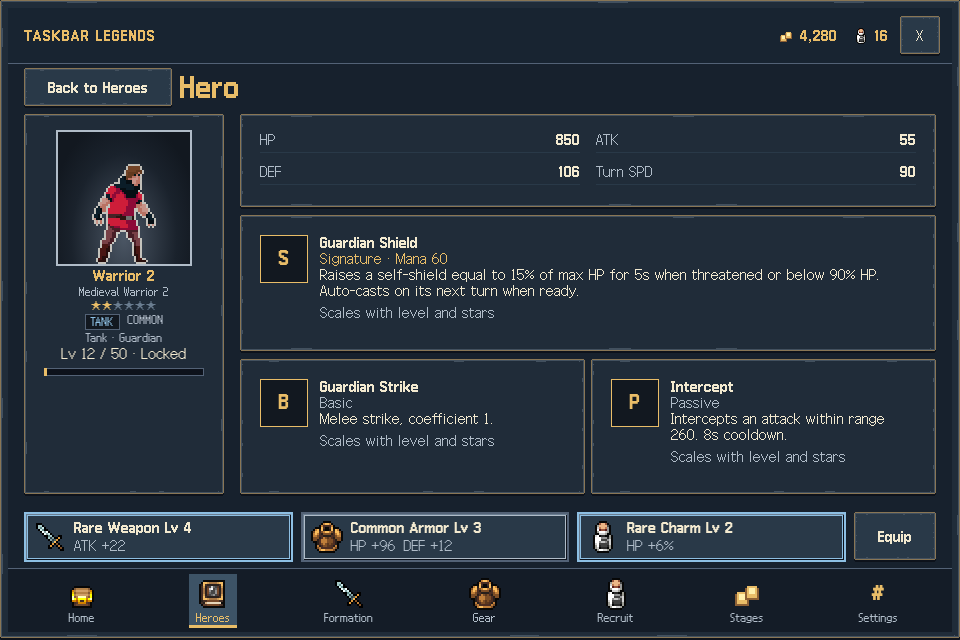 TASKBAR LEGENDS
4,280
16
X
Back to Heroes
Hero
Warrior 2
Medieval Warrior 2
TANK
COMMON
Tank · Guardian
Lv 12 / 50 · Locked
HP 850
ATK 55
DEF 106
Turn SPD 90
S
Guardian Shield
Signature · Mana 60
Raises a self-shield equal to 15% of max HP for 5s when threatened or below 90% HP.
Auto-casts on its next turn when ready.
Scales with level and stars
B
Guardian Strike
Basic
Melee strike, coefficient 1.
Scales with level and stars
P
Intercept
Passive
Intercepts an attack within range
260. 8s cooldown.
Scales with level and stars
Rare Weapon Lv 4
ATK +22
Common Armor Lv 3
HP +96 DEF +12
Rare Charm Lv 2
HP +6%
Equip
Home
Heroes
Formation
Gear
Recruit
Stages
#
Settings